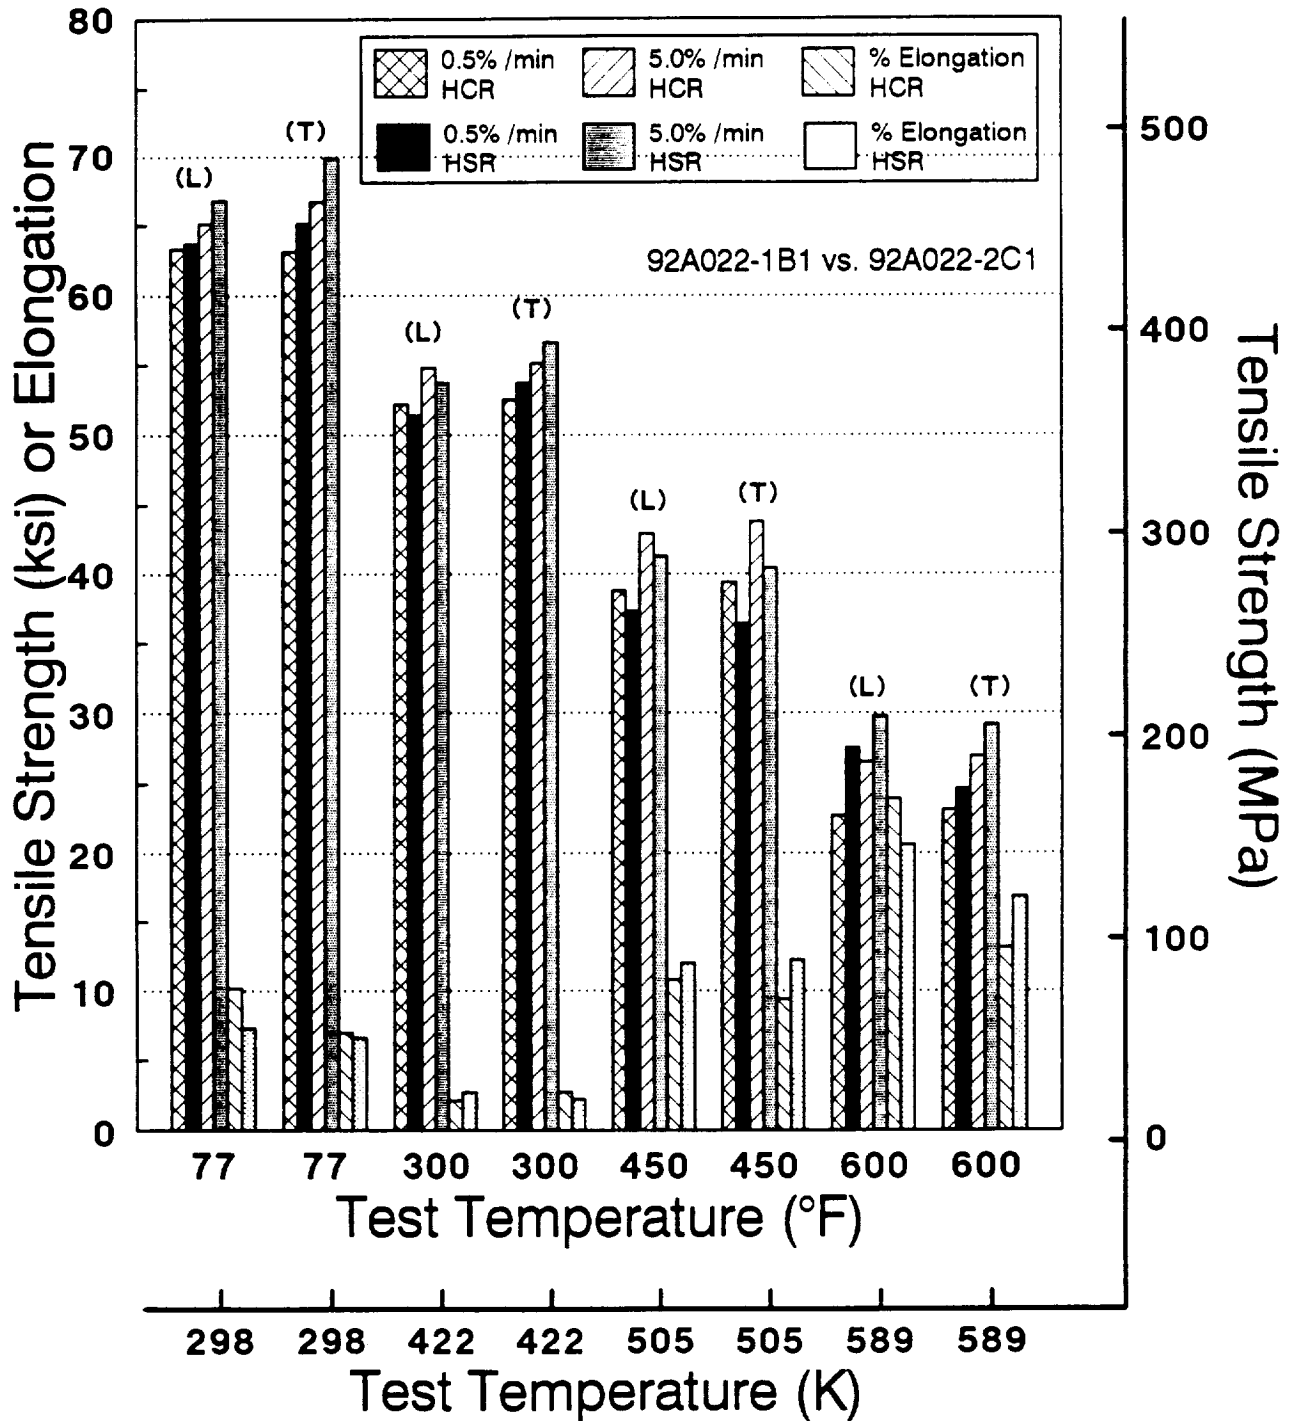 80
70
60
50
40
30
20
10
0
Tensile Strength (ksi) or Elongation
0.5% /min
HCR
5.0% /min
HCR
% Elongation
HCR
0.5% /min
HSR
5.0% /min
HSR
% Elongation
HSR
92A022-1B1 vs. 92A022-2C1
(L)
(T)
(L)
(T)
(L)
(T)
(L)
(T)
500
400
300
200
100
0
Tensile Strength (MPa)
77 77 300 300 450 450 600 600
Test Temperature (°F)
298 298 422 422 505 505 589 589
Test Temperature (K)